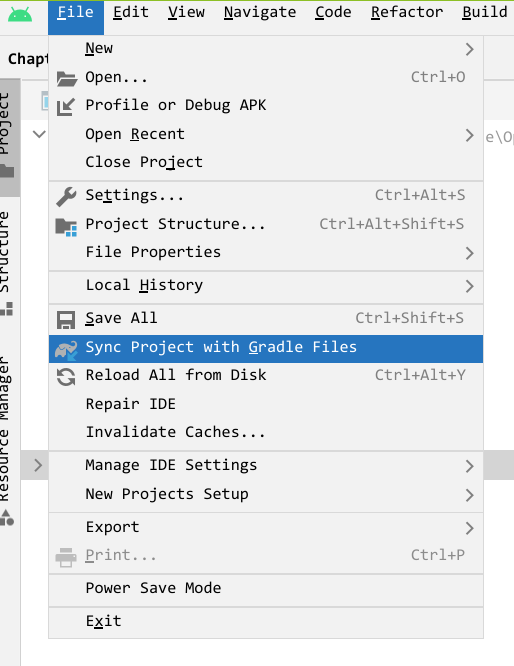 File Edit View Navigate Code Refactor Build
Chapt
New
Open... Ctrl+O
Profile or Debug APK
Open Recent
e\Op
Close Project
Settings... Ctrl+Alt+S
Project Structure... Ctrl+Alt+Shift+S
File Properties
Local History
Save All Ctrl+Shift+S
Sync Project with Gradle Files
Reload All from Disk Ctrl+Alt+Y
Repair IDE
Invalidate Caches...
Manage IDE Settings
New Projects Setup
Export
Print... Ctrl+P
Power Save Mode
Exit
Project
Structure
Resource Manager